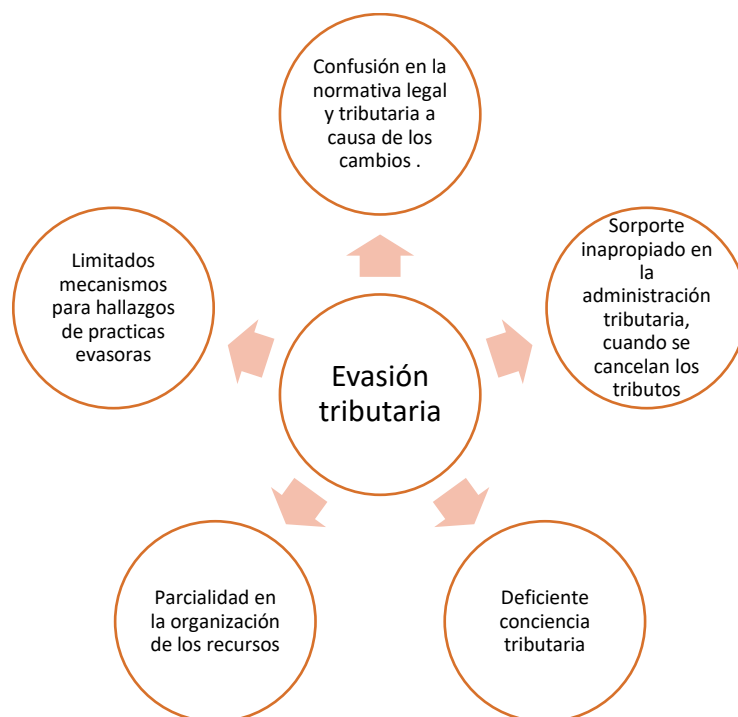 Confusión en la
normativa legal
y tributaria a
causa de los
cambios .
Limitados
mecanismos
para hallazgos
de practicas
evasoras
Sorporte
inapropiado en
la
administración
tributaria,
cuando se
cancelan los
tributos
Evasión
tributaria
Parcialidad en
la organización
de los recursos
Deficiente
conciencia
tributaria